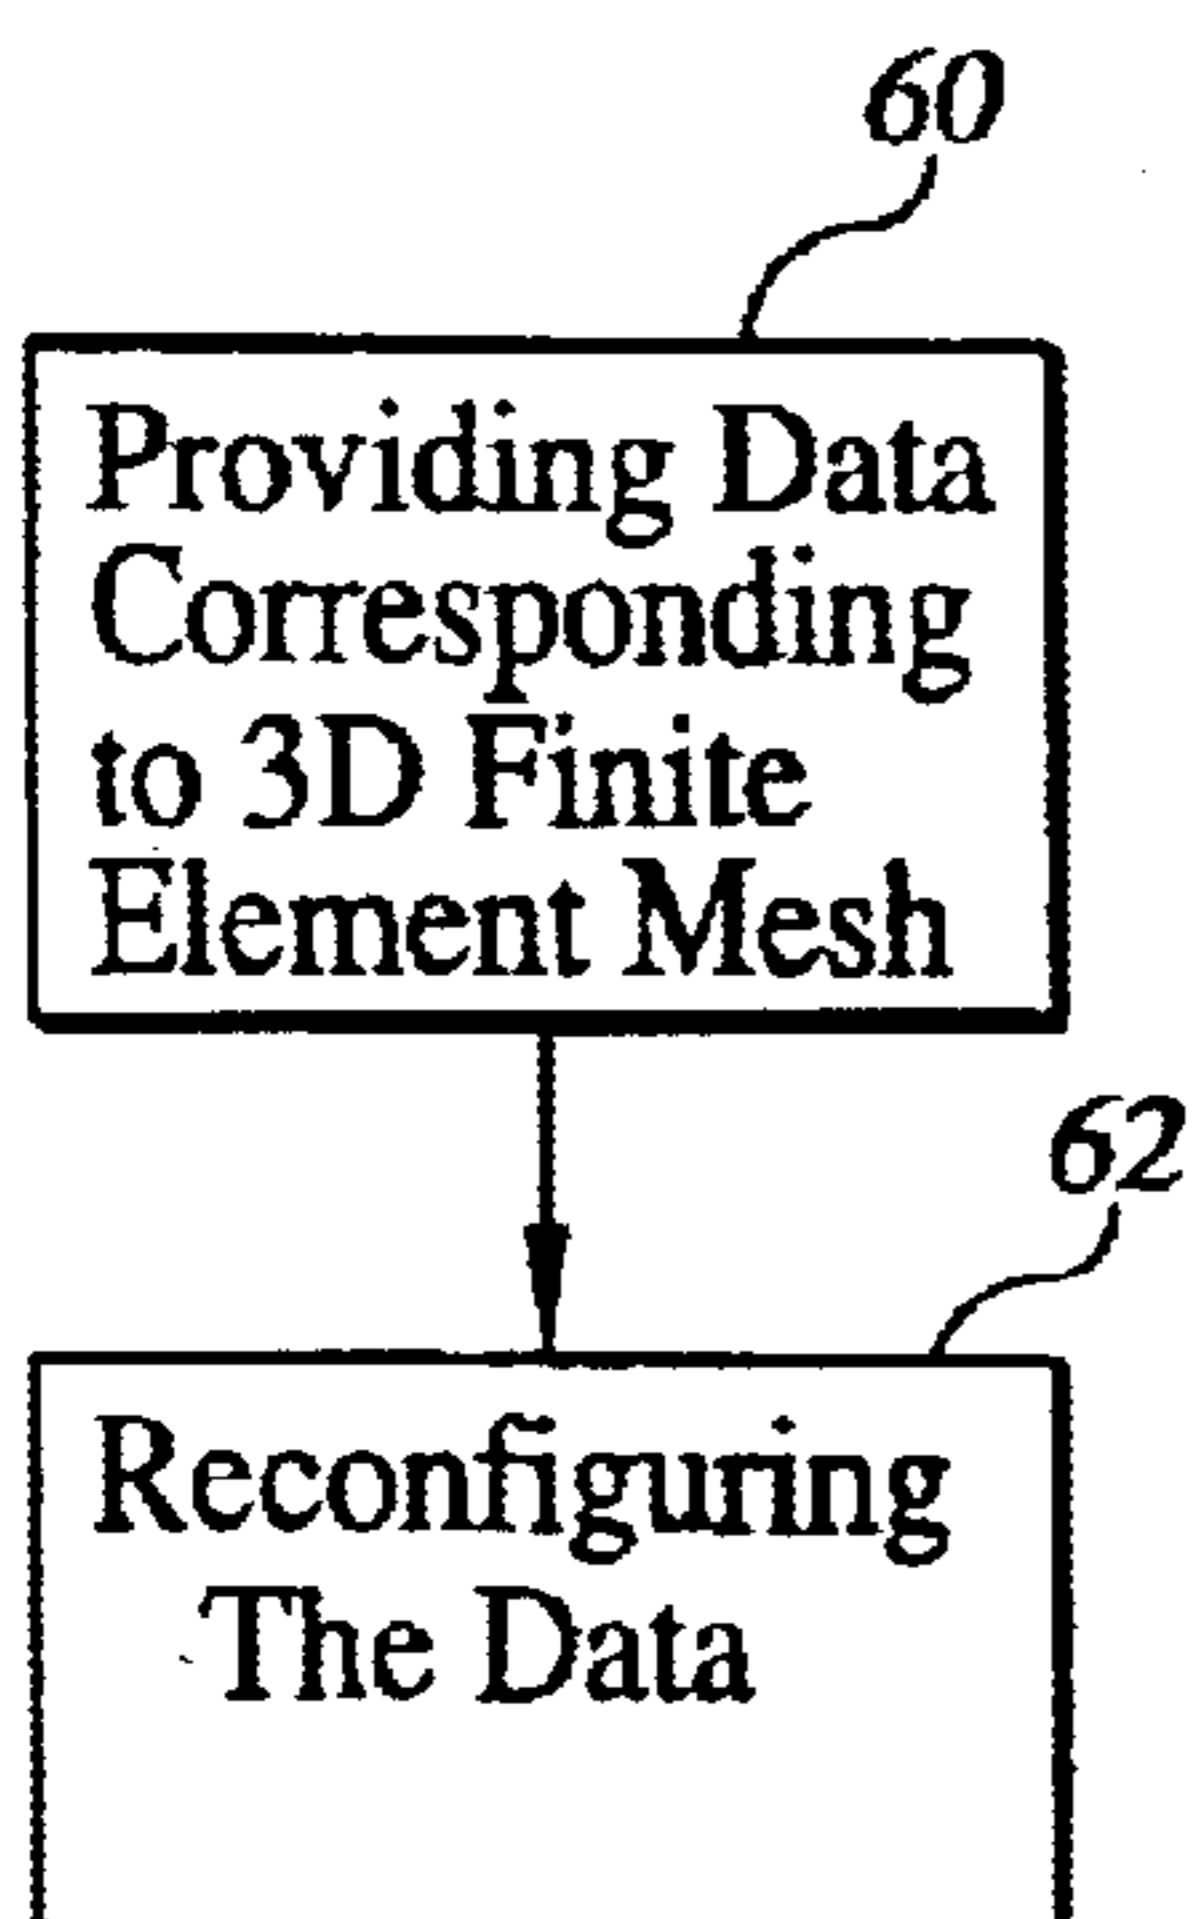 60
Providing Data
Corresponding
to 3D Finite
Element Mesh
62
Reconfiguring
The Data